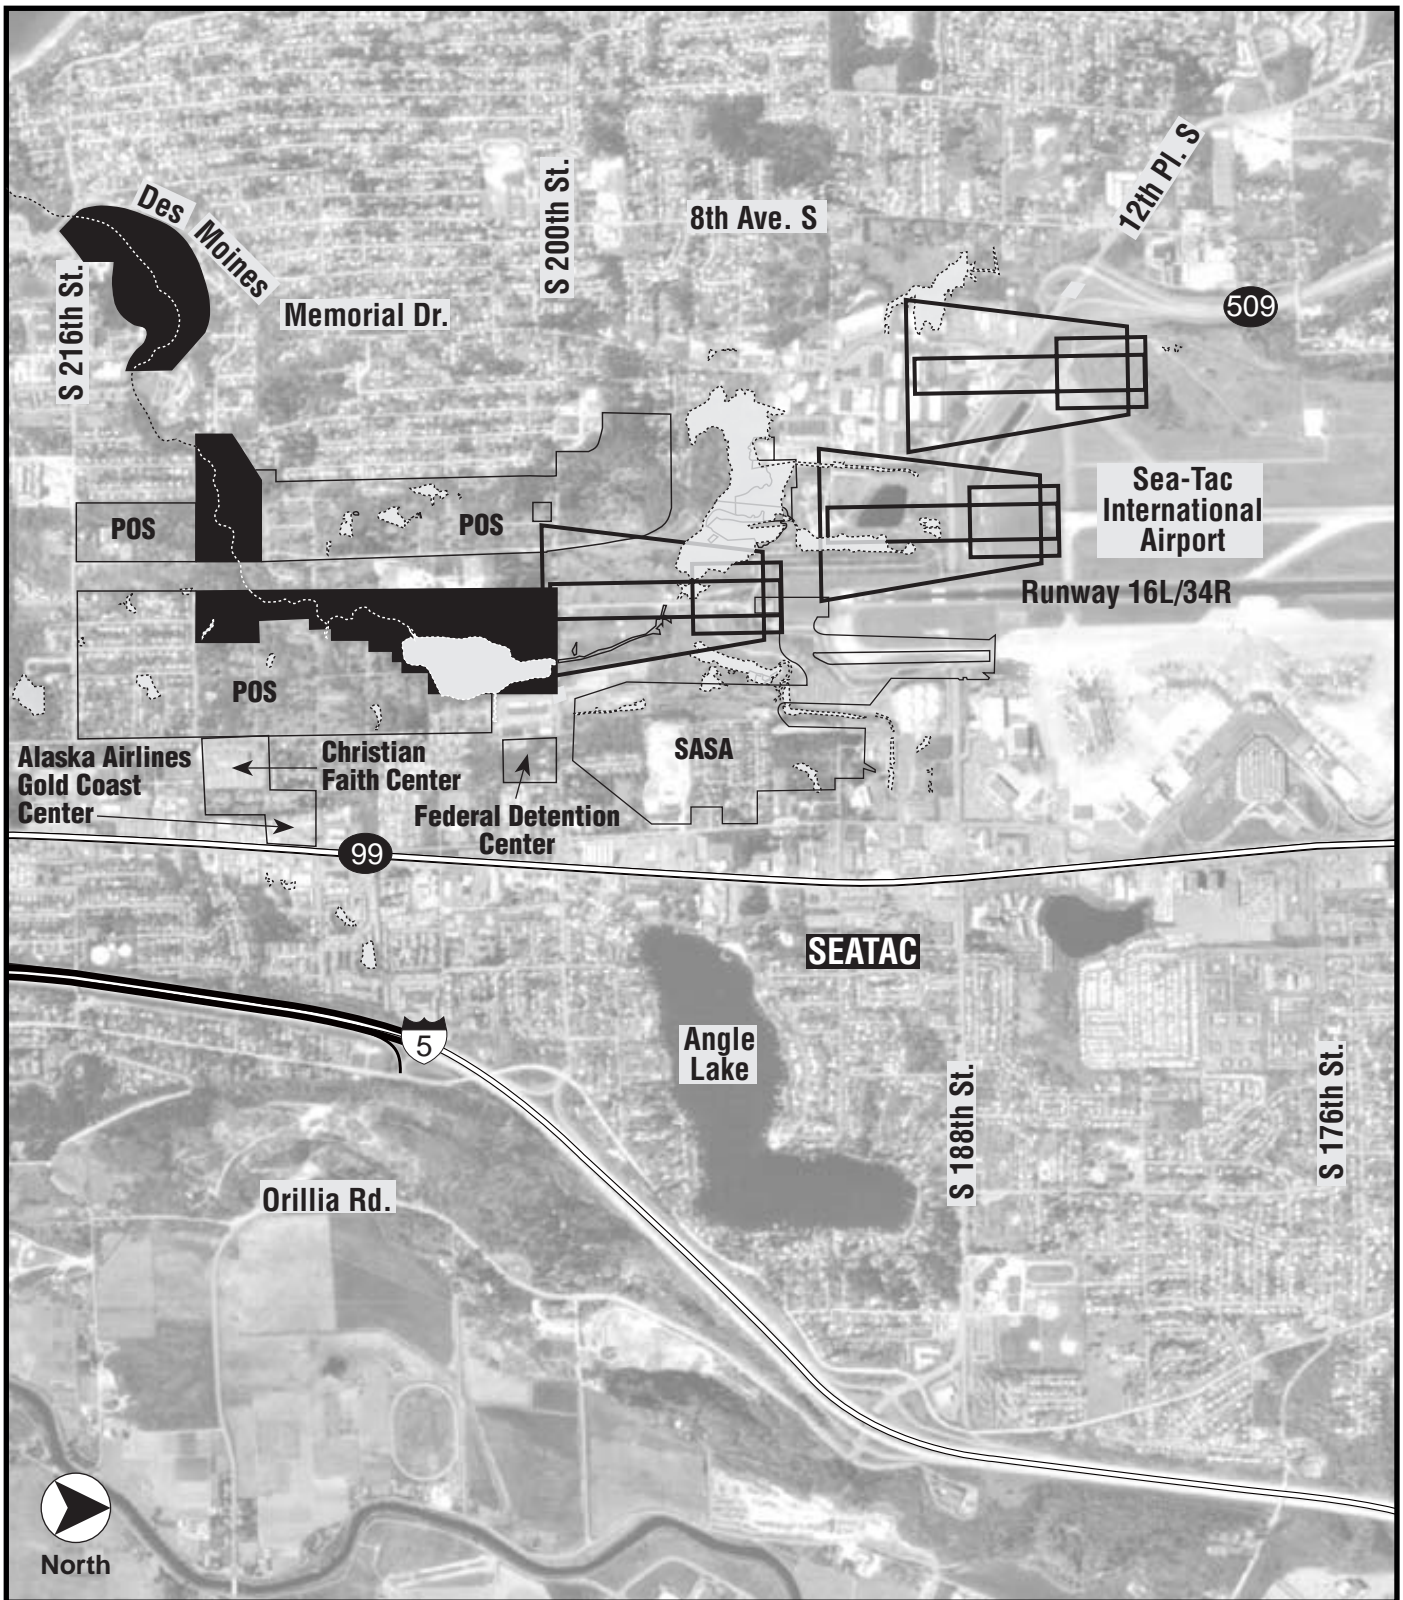 12th Pl. S
S 200th St.
8th Ave. S
Des
Moines
Memorial Dr.
S 216th St.
509
Sea-Tac
International
Airport
Runway 16L/34R
POS
POS
POS
SASA
Alaska Airlines
Gold Coast
Center
Christian
Faith Center
Federal Detention
Center
99
SEATAC
5
Angle
Lake
S 188th St.
S 176th St.
Orillia Rd.
North